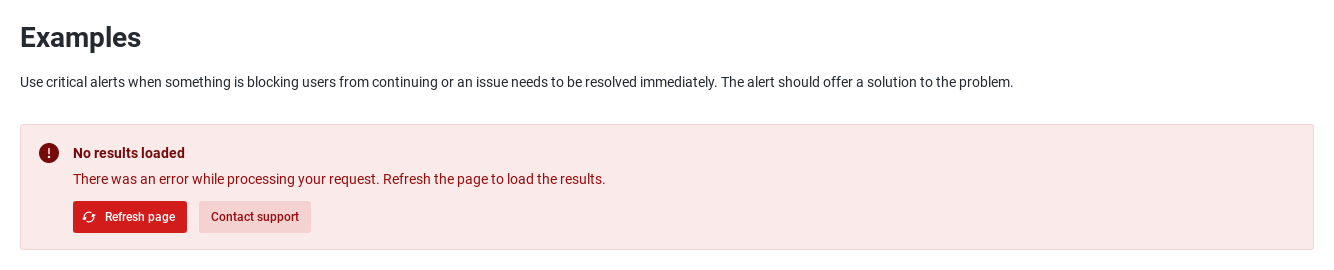 Examples
Use critical alerts when something is blocking users from continuing or an issue needs to be resolved immediately. The alert should offer a solution to the problem.
No results loaded
There was an error while processing your request. Refresh the page to load the results.
Refresh page Contact support